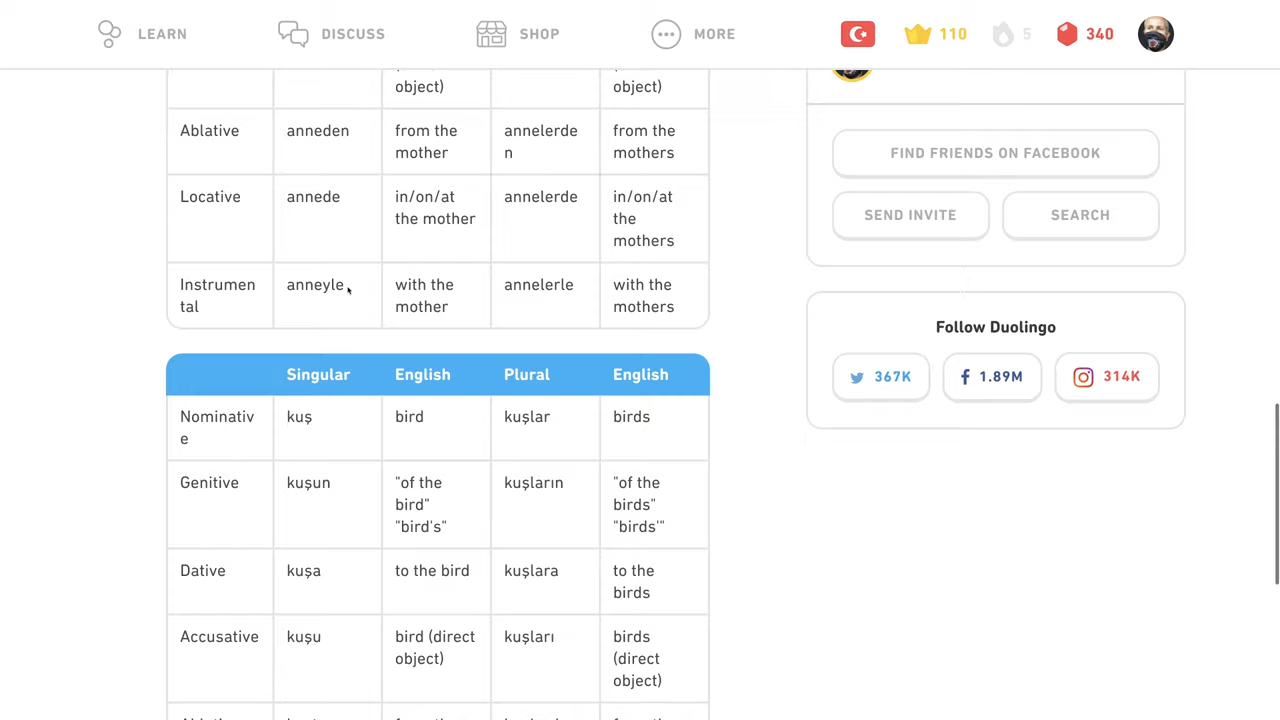 LEARN DISCUSS SHOP MORE 110 5 340
object) object)
Ablative anneden from the annelerde from the
mother n mothers
Locative annede in/on/at annelerde in/on/at
the mother the
mothers
Instrumen anneyle with the annelerle with the
tal mother mothers
Singular English Plural English
Nominativ kuş bird kuşlar birds
e
Genitive kuşun "of the kuşların "of the
bird" birds"
"bird's" "birds'"
Dative kuşa to the bird kuşlara to the
birds
Accusative kuşu bird (direct kuşları birds
object) (direct
object)
FIND FRIENDS ON FACEBOOK
SEND INVITE SEARCH
Follow Duolingo
367K 1.89M 314K